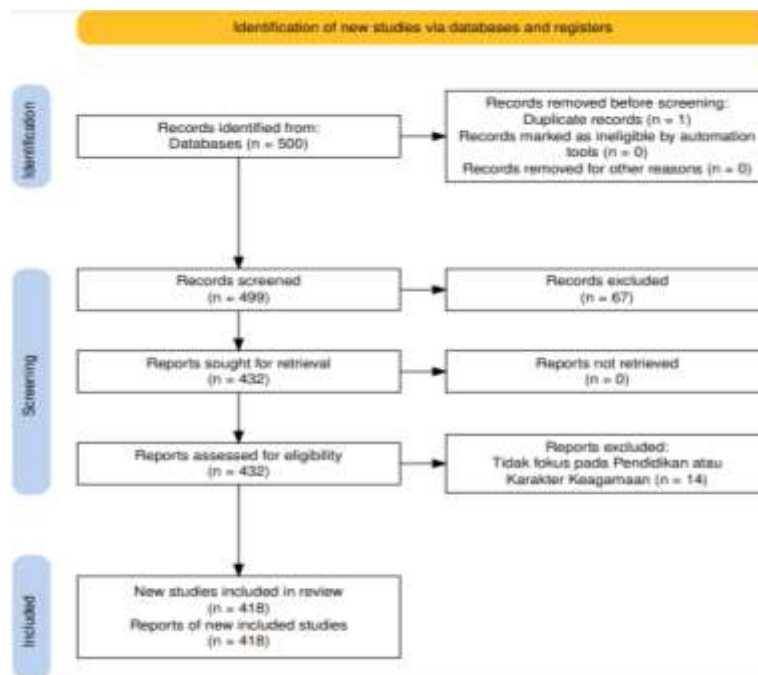 Identification of new studies via databases and registers
Identification
Records identified from:
Databases (n = 500)
Records removed before screening:
Duplicate records (n = 1)
Records marked as ineligible by automation
tools (n = 0)
Records removed for other reasons (n = 0)
Screening
Records screened
(n = 499)
Records excluded
(n = 67)
Reports sought for retrieval
(n = 432)
Reports not retrieved
(n = 0)
Reports assessed for eligibility
(n = 432)
Reports excluded:
Tidak fokus pada Pendidikan atau
Karakter Keagamaan (n = 14)
Included
New studies included in review
(n = 418)
Reports of new included studies
(n = 418)